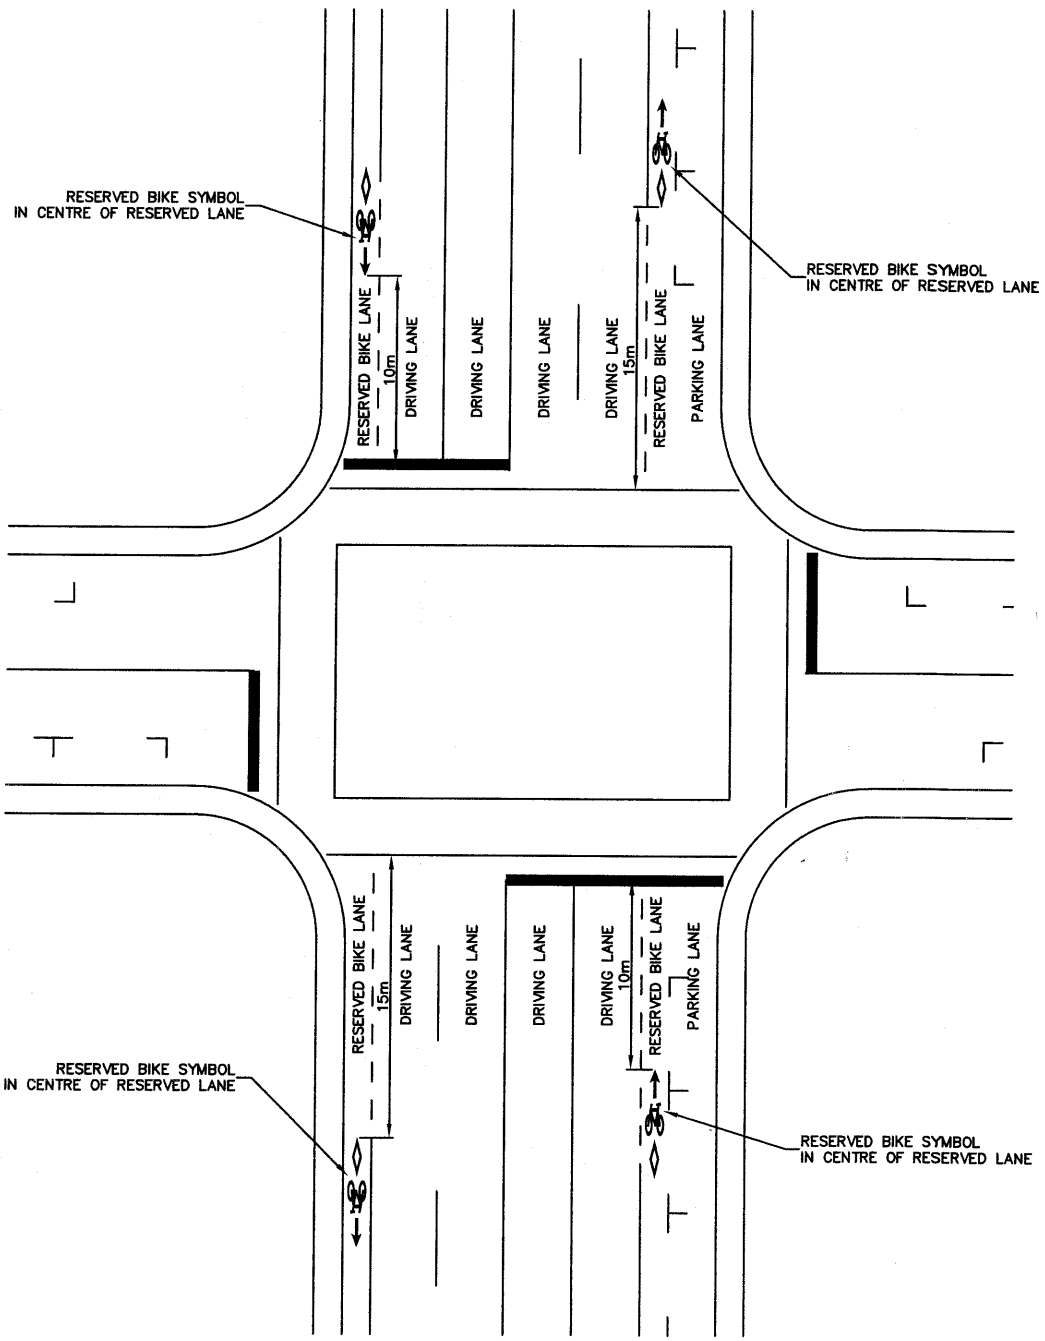 RESERVED BIKE SYMBOL
IN CENTRE OF RESERVED LANE
RESERVED BIKE SYMBOL
IN CENTRE OF RESERVED LANE
RESERVED BIKE LANE
10m
DRIVING LANE
DRIVING LANE
DRIVING LANE
DRIVING LANE
15m
RESERVED BIKE LANE
PARKING LANE
RESERVED BIKE LANE
15m
DRIVING LANE
DRIVING LANE
DRIVING LANE
DRIVING LANE
10m
RESERVED BIKE LANE
PARKING LANE
RESERVED BIKE SYMBOL
IN CENTRE OF RESERVED LANE
RESERVED BIKE SYMBOL
IN CENTRE OF RESERVED LANE